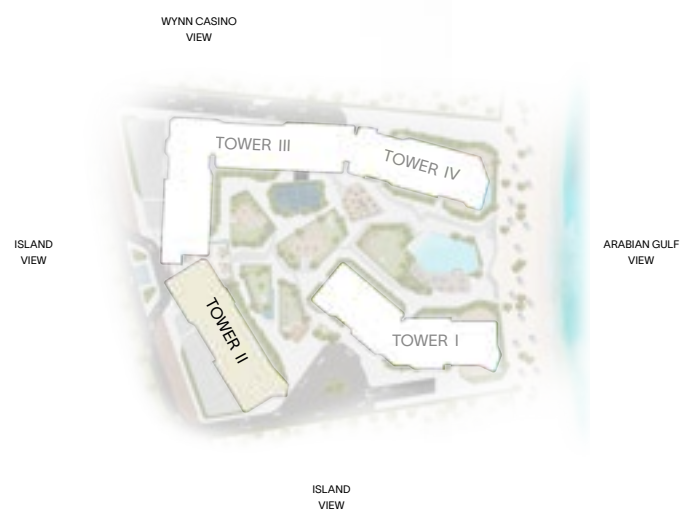 WYNN CASINO
VIEW
TOWER III
TOWER IV
ISLAND
VIEW
ARABIAN GULF
VIEW
TOWER II
TOWER I
ISLAND
VIEW